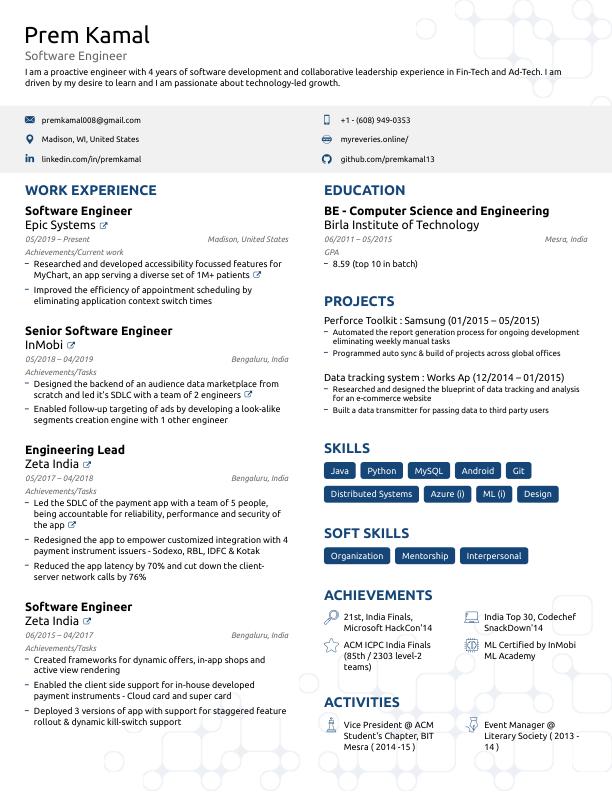 Prem Kamal
Software Engineer
I am a proactive engineer with 4 years of software development and collaborative leadership experience in Fin-Tech and Ad-Tech. I am
driven by my desire to learn and I am passionate about technology-led growth.
premkamal008@gmail.com
+1 - (608) 949-0353
Madison, WI, United States
myreveries.online/
linkedin.com/in/premkamal
github.com/premkamal13
WORK EXPERIENCE
Software Engineer
Epic Systems
05/2019 – Present
Madison, United States
Achievements/Current work
– Researched and developed accessibility focussed features for
MyChart, an app serving a diverse set of 1M+ patients
– Improved the efficiency of appointment scheduling by
eliminating application context switch times
Senior Software Engineer
InMobi
05/2018 – 04/2019
Bengaluru, India
Achievements/Tasks
– Designed the backend of an audience data marketplace from
scratch and led it's SDLC with a team of 2 engineers
– Enabled follow-up targeting of ads by developing a look-alike
segments creation engine with 1 other engineer
Engineering Lead
Zeta India
05/2017 – 04/2018
Bengaluru, India
Achievements/Tasks
– Led the SDLC of the payment app with a team of 5 people,
being accountable for reliability, performance and security of
the app
– Redesigned the app to empower customized integration with 4
payment instrument issuers - Sodexo, RBL, IDFC & Kotak
– Reduced the app latency by 70% and cut down the client-
server network calls by 76%
Software Engineer
Zeta India
06/2015 – 04/2017
Bengaluru, India
Achievements/Tasks
– Created frameworks for dynamic offers, in-app shops and
active view rendering
– Enabled the client side support for in-house developed
payment instruments - Cloud card and super card
– Deployed 3 versions of app with support for staggered feature
rollout & dynamic kill-switch support
EDUCATION
BE - Computer Science and Engineering
Birla Institute of Technology
06/2011 – 05/2015
Mesra, India
GPA
– 8.59 (top 10 in batch)
PROJECTS
Perforce Toolkit : Samsung (01/2015 – 05/2015)
– Automated the report generation process for ongoing development
eliminating weekly manual tasks
– Programmed auto sync & build of projects across global offices
Data tracking system : Works Ap (12/2014 – 01/2015)
– Researched and designed the blueprint of data tracking and analysis
for an e-commerce website
– Built a data transmitter for passing data to third party users
SKILLS
Java Python MySQL Android Git
Distributed Systems Azure (i) ML (i) Design
SOFT SKILLS
Organization Mentorship Interpersonal
ACHIEVEMENTS
21st, India Finals,
Microsoft HackCon'14
India Top 30, Codechef
SnackDown'14
ACM ICPC India Finals
(85th / 2303 level-2
teams)
ML Certified by InMobi
ML Academy
ACTIVITIES
Vice President @ ACM
Student's Chapter, BIT
Mesra ( 2014 -15 )
Event Manager @
Literary Society ( 2013 -
14 )